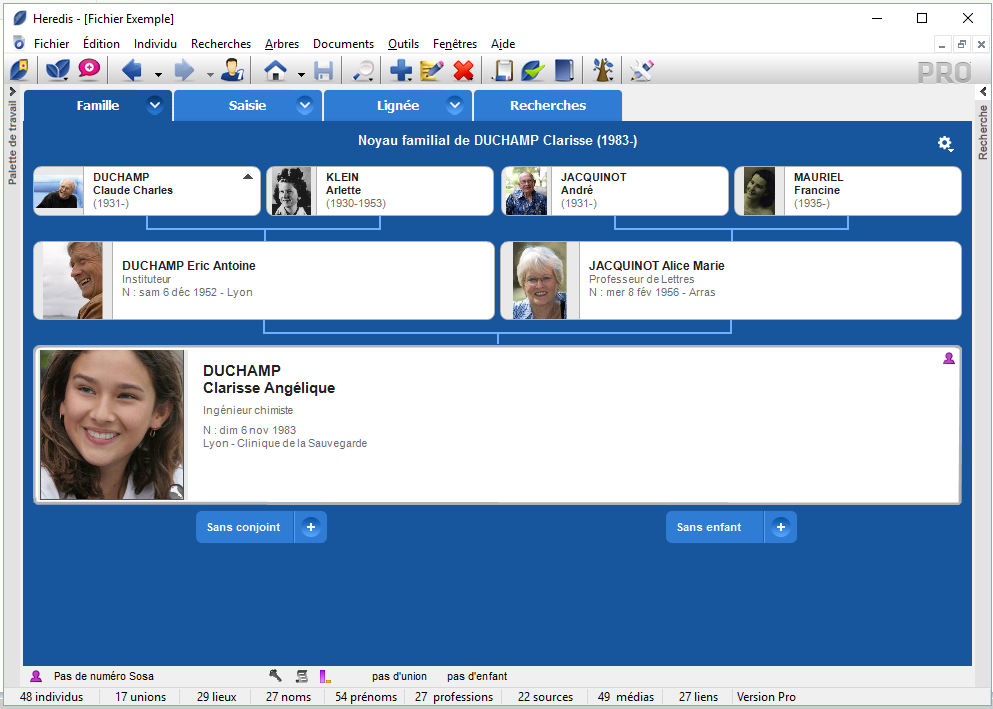 Heredis - [Fichier Exemple]
Fichier Édition Individu Recherches Arbres Documents Outils Fenêtres Aide
PRO
Palette de travail
Recherche
Famille Saisie Lignée Recherches
Noyau familial de DUCHAMP Clarisse (1983-)
DUCHAMP
Claude Charles
(1931-)
KLEIN
Arlette
(1930-1953)
JACQUINOT
André
(1931-)
MAURIEL
Francine
(1935-)
DUCHAMP Eric Antoine
Instituteur
N : sam 6 déc 1952 - Lyon
JACQUINOT Alice Marie
Professeur de Lettres
N : mer 8 fév 1956 - Arras
DUCHAMP
Clarisse Angélique
Ingénieur chimiste
N : dim 6 nov 1983
Lyon - Clinique de la Sauvegarde
Sans conjoint +
Sans enfant +
Pas de numéro Sosa pas d'union pas d'enfant
48 individus 17 unions 29 lieux 27 noms 54 prénoms 27 professions 22 sources 49 médias 27 liens Version Pro